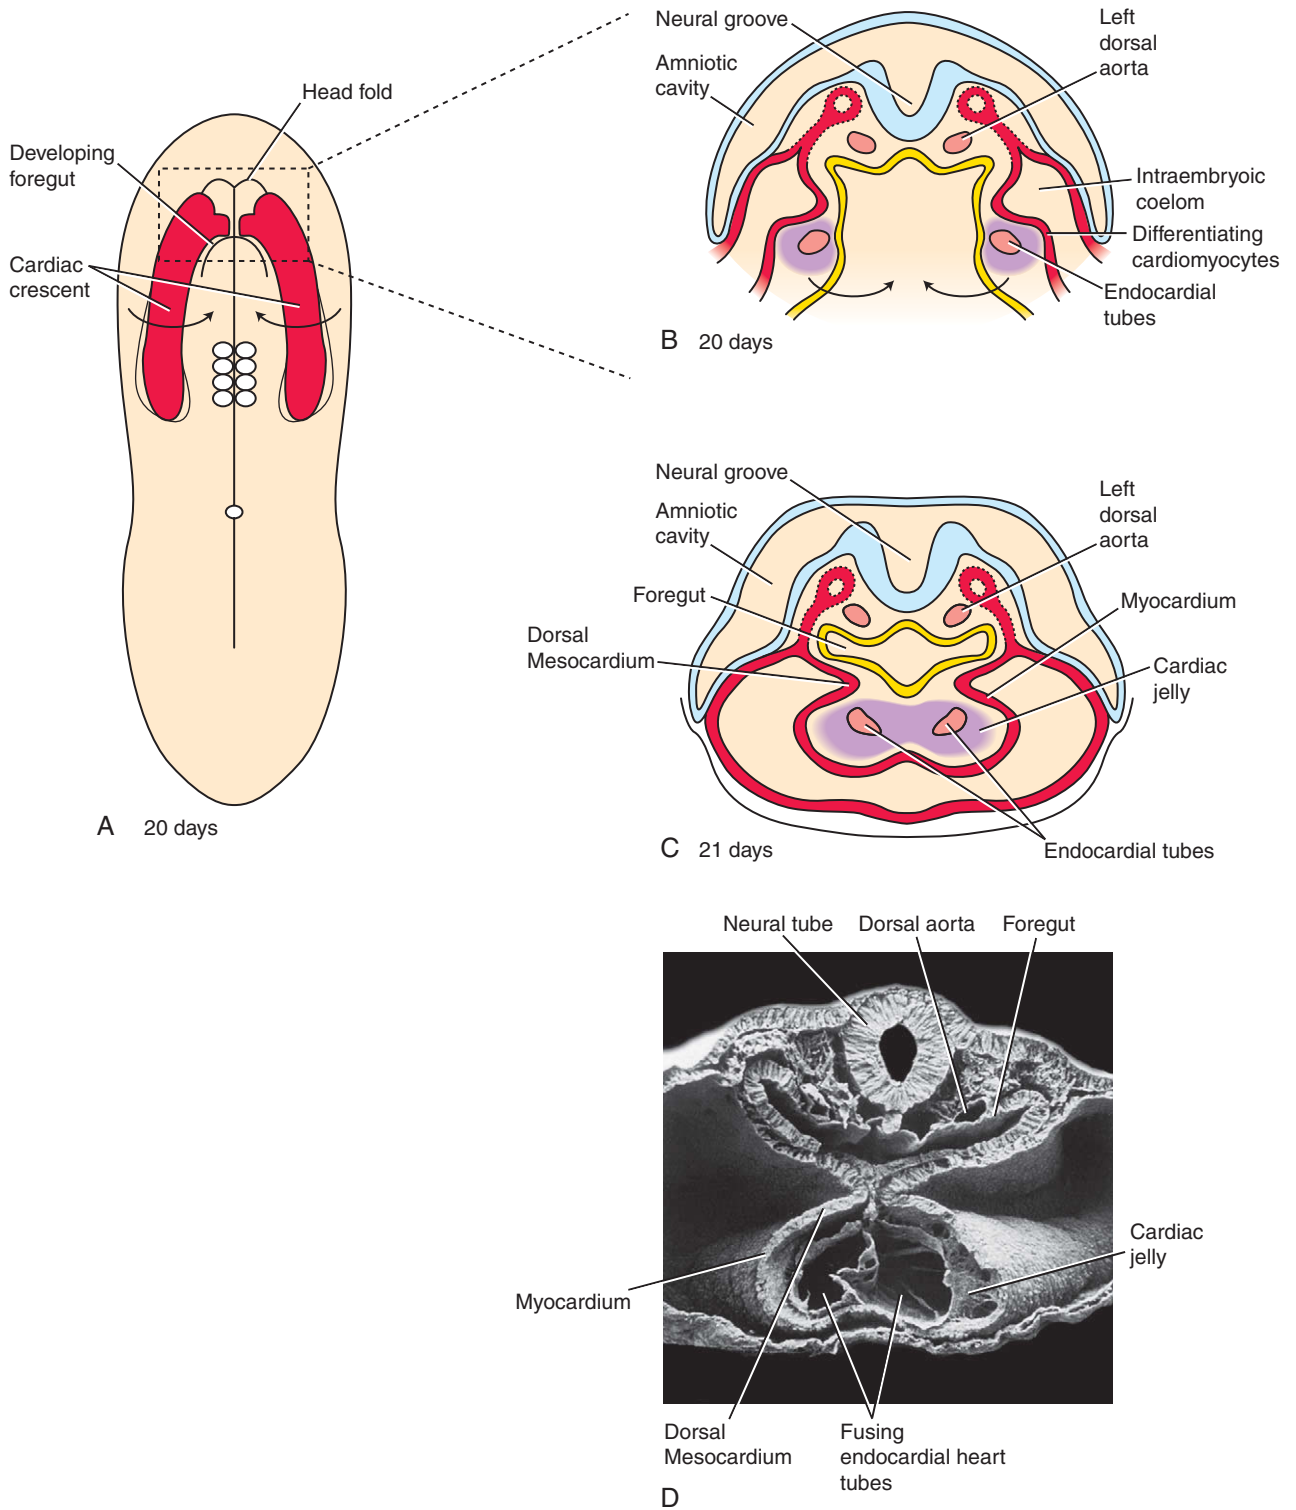 Head fold
Developing
foregut
Cardiac
crescent
A 20 days
Neural groove
Amniotic
cavity
Left
dorsal
aorta
Intraembryoic
coelom
Differentiating
cardiomyocytes
Endocardial
tubes
B 20 days
Neural groove
Amniotic
cavity
Foregut
Dorsal
Mesocardium
Left
dorsal
aorta
Myocardium
Cardiac
jelly
Endocardial tubes
C 21 days
Neural tube
Dorsal aorta
Foregut
Cardiac
jelly
Myocardium
Dorsal
Mesocardium
Fusing
endocardial heart
tubes
D